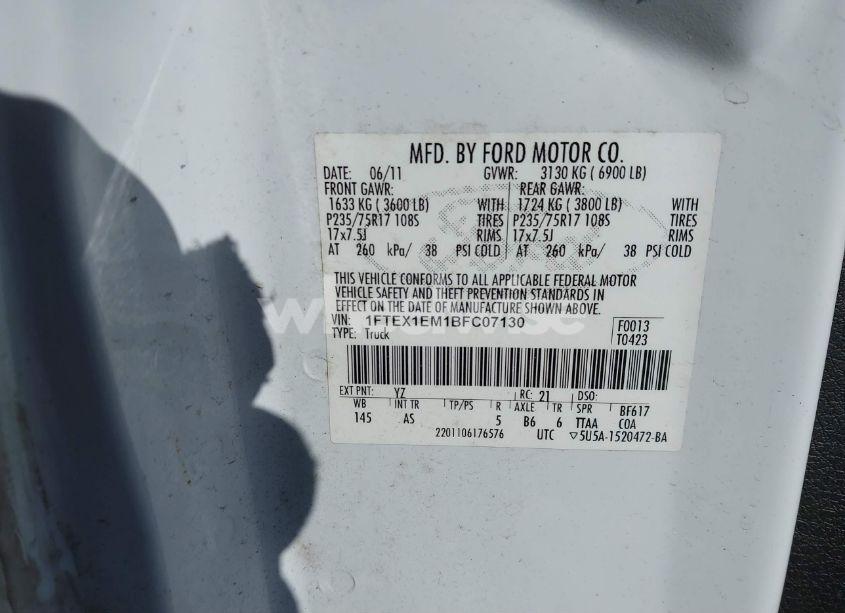 MFD. BY FORD MOTOR CO.
DATE: 06/11 GVWR: 3130 KG ( 6900 LB)
FRONT GAWR: REAR GAWR:
1633 KG ( 3600 LB) WITH 1724 KG ( 3800 LB) WITH
P235/75R17 108S TIRES P235/75R17 108S TIRES
17x7.5J RIMS 17x7.5J RIMS
AT 260 kPa/ 38 PSI COLD AT 260 kPa/ 38 PSI COLD
THIS VEHICLE CONFORMS TO ALL APPLICABLE FEDERAL MOTOR
VEHICLE SAFETY AND THEFT PREVENTION STANDARDS IN
EFFECT ON THE DATE OF MANUFACTURE SHOWN ABOVE.
VIN: 1FTEX1EM1BFC07130 F0013
TYPE: Truck T0423
EXT PNT: YZ RC: 21 DSO:
WB INT TR TP/PS R AXLE TR SPR BF617
145 AS 5 B6 6 TTAA COA
2201106176576 UTC ▽5U5A-1520472-BA